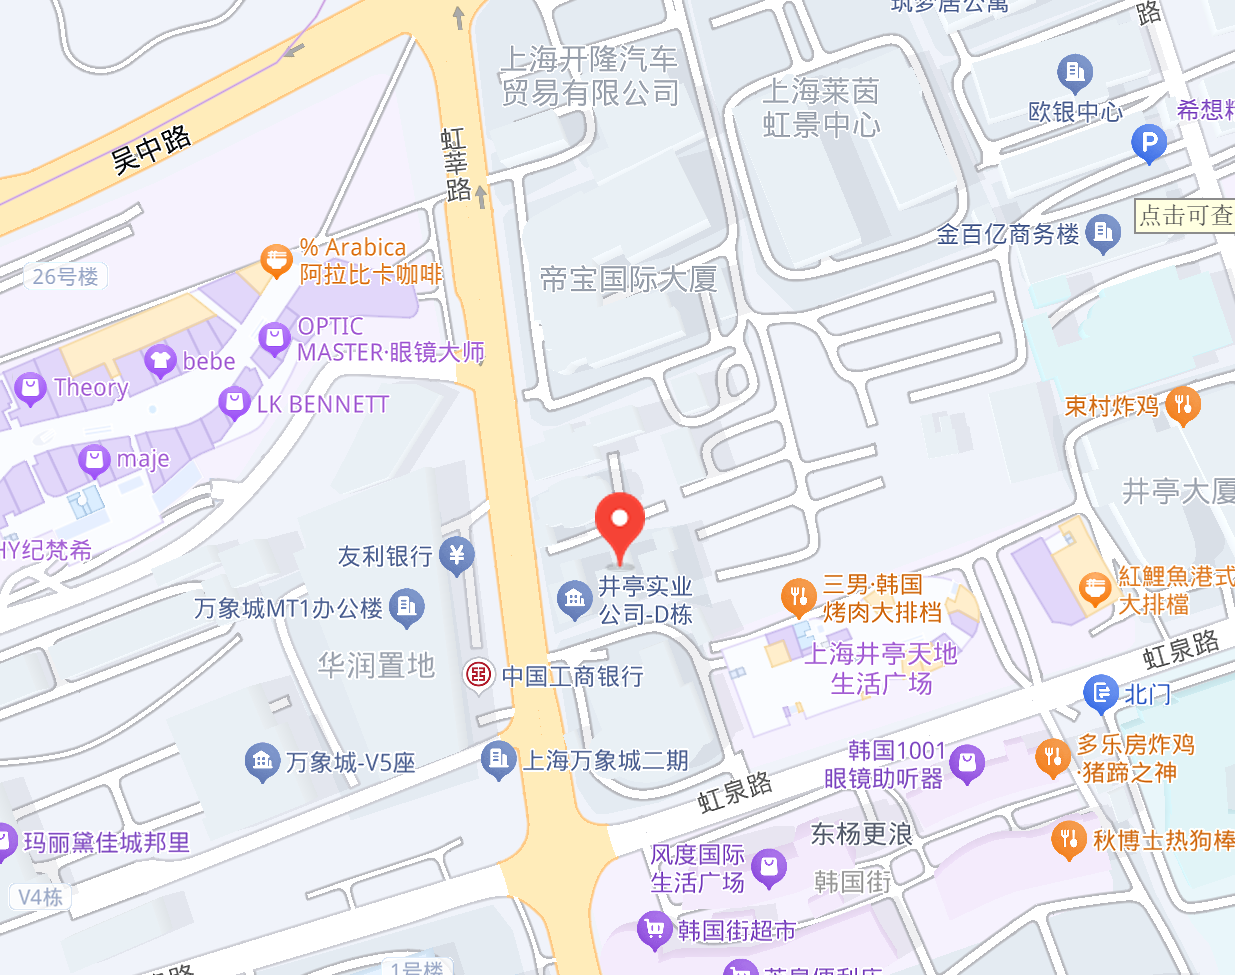 筑梦居公寓
路
上海开隆汽车
贸易有限公司
上海莱茵
虹景中心
欧银中心
希想
P
吴中路
虹莘路
点击可查
金百亿商务楼
% Arabica
阿拉比卡咖啡
26号楼
帝宝国际大厦
OPTIC
MASTER·眼镜大师
bebe
Theory
LK BENNETT
束村炸鸡
maje
井亭大厦
HY纪梵希
友利银行
¥
万象城MT1办公楼
井亭实业
公司-D栋
三男·韩国
烤肉大排档
紅鯉魚港式
大排檔
华润置地
中国工商银行
上海井亭天地
生活广场
虹泉路
北门
万象城-V5座
上海万象城二期
韩国1001
眼镜助听器
多乐房炸鸡
·猪蹄之神
虹泉路
玛丽黛佳城邦里
东杨更浪
秋博士热狗棒
风度国际
生活广场
韩国街
V4栋
韩国街超市
路
1号楼